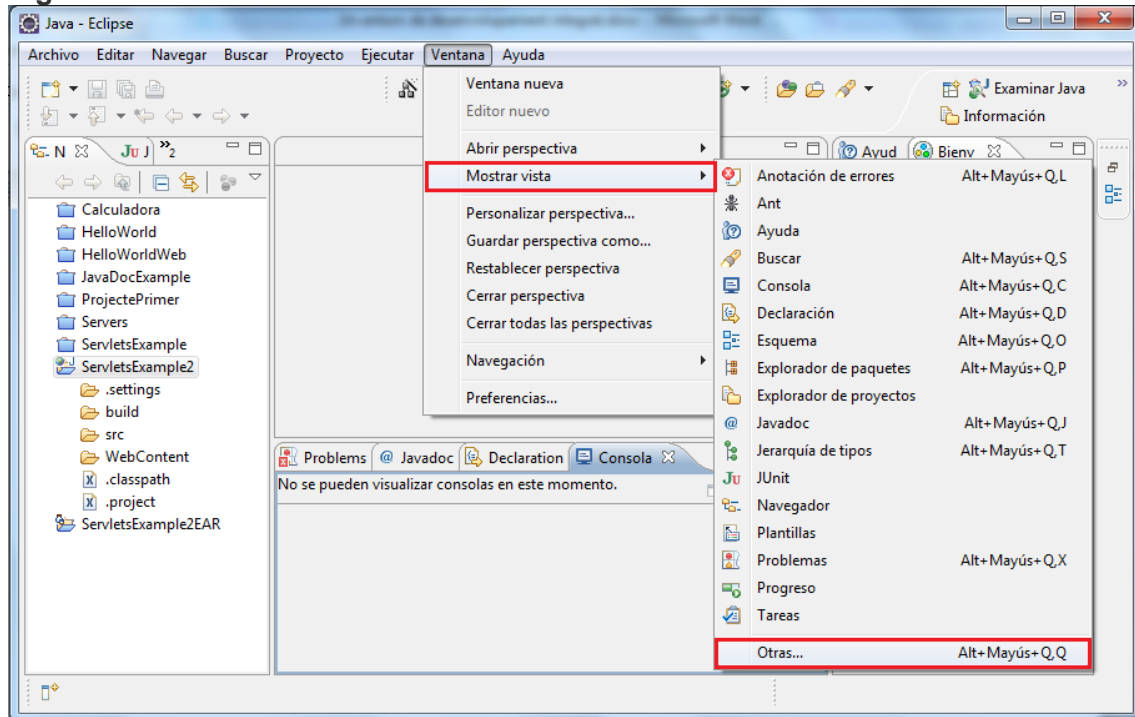 Java - Eclipse
Archivo Editar Navegar Buscar Proyecto Ejecutar Ventana Ayuda
Examinar Java
Información
N
Ju J
»2
Ayud
Bienv
Calculadora
HelloWorld
HelloWorldWeb
JavaDocExample
ProjectePrimer
Servers
ServletsExample
ServletsExample2
.settings
build
src
WebContent
.classpath
.project
ServletsExample2EAR
Ventana nueva
Editor nuevo
Abrir perspectiva
Mostrar vista
Personalizar perspectiva...
Guardar perspectiva como...
Restablecer perspectiva
Cerrar perspectiva
Cerrar todas las perspectivas
Navegación
Preferencias...
Anotación de errores Alt+Mayús+Q,L
Ant
Ayuda
Buscar Alt+Mayús+Q,S
Consola Alt+Mayús+Q,C
Declaración Alt+Mayús+Q,D
Esquema Alt+Mayús+Q,O
Explorador de paquetes Alt+Mayús+Q,P
Explorador de proyectos
@ Javadoc Alt+Mayús+Q,J
Jerarquía de tipos Alt+Mayús+Q,T
Ju JUnit
Navegador
Plantillas
Problemas Alt+Mayús+Q,X
Progreso
Tareas
Otras... Alt+Mayús+Q,Q
Problems @ Javadoc Declaration Consola
No se pueden visualizar consolas en este momento.